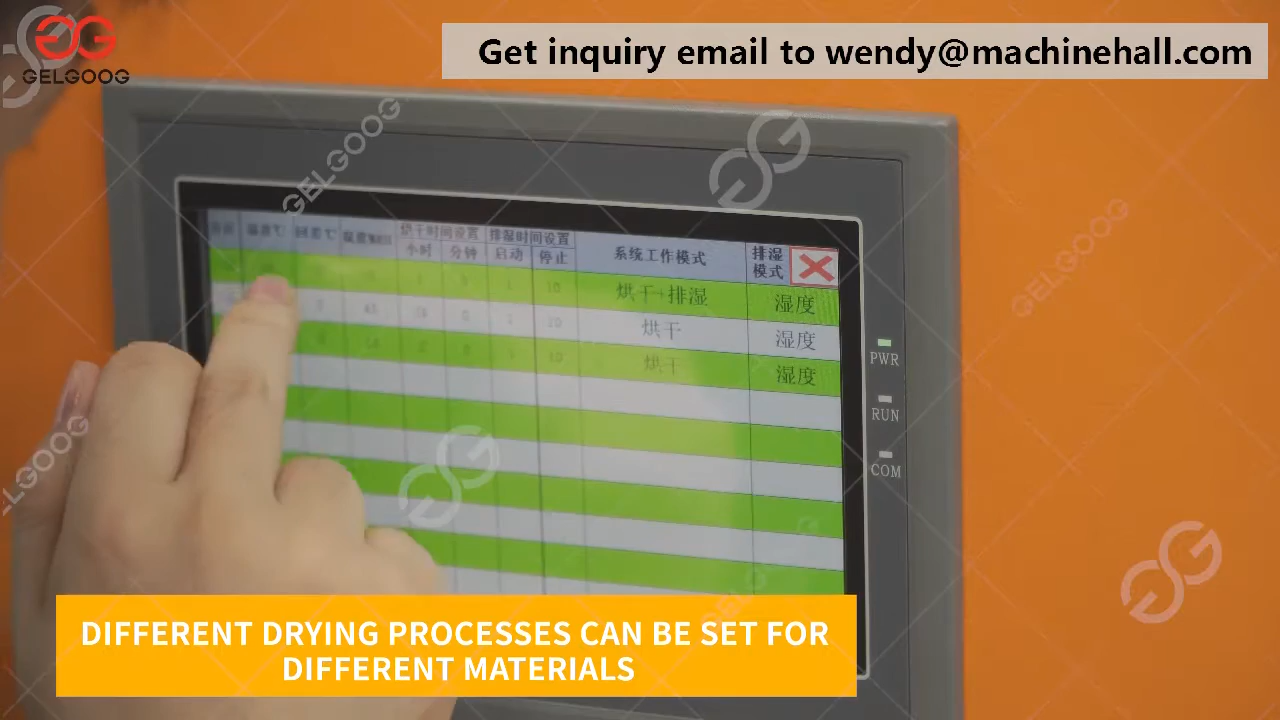 GELGOOG
Get inquiry email to wendy@machinehall.com
烘干时间设置 排湿时间设置
小时 分钟 启动 停止
系统工作模式
排湿
模式
烘干+排湿 湿度
烘干 湿度
烘干 湿度
PWR
RUN
COM
DIFFERENT DRYING PROCESSES CAN BE SET FOR
DIFFERENT MATERIALS